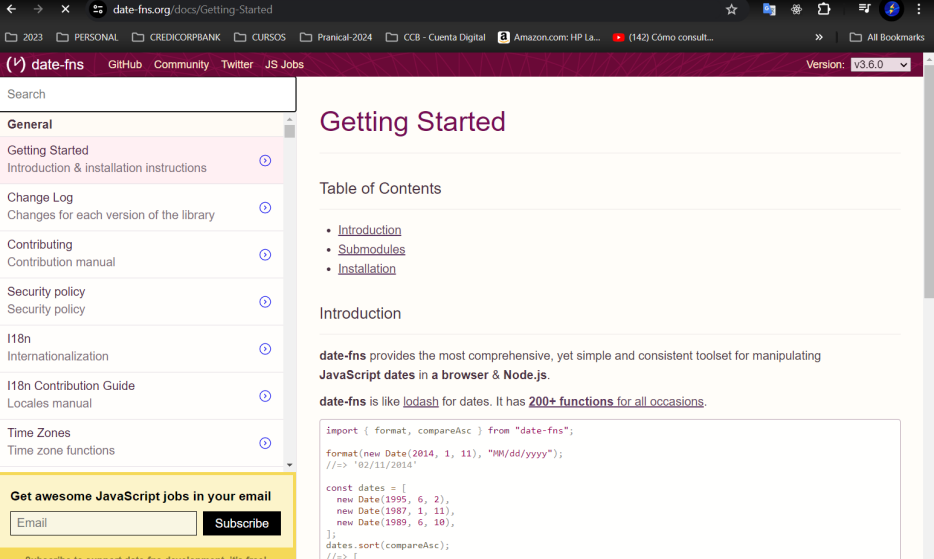 date-fns.org/docs/Getting-Started
2023
PERSONAL
CREDICORPBANK
CURSOS
Pranical-2024
CCB - Cuenta Digital
Amazon.com: HP La...
(142) Cómo consult...
»
All Bookmarks
date-fns
GitHub
Community
Twitter
JS Jobs
Version:
v3.6.0
Search
General
Getting Started
Introduction & installation instructions
Change Log
Changes for each version of the library
Contributing
Contribution manual
Security policy
Security policy
I18n
Internationalization
I18n Contribution Guide
Locales manual
Time Zones
Time zone functions
Get awesome JavaScript jobs in your email
Email
Subscribe
Subscribe to support date-fns development. We free!
Getting Started
Table of Contents
• Introduction
• Submodules
• Installation
Introduction
date-fns provides the most comprehensive, yet simple and consistent toolset for manipulating
JavaScript dates in a browser & Node.js.
date-fns is like lodash for dates. It has 200+ functions for all occasions.
import { format, compareAsc } from "date-fns";
format(new Date(2014, 1, 11), "MM/dd/yyyy");
//=> '02/11/2014'
const dates = [
new Date(1995, 6, 2),
new Date(1987, 1, 11),
new Date(1989, 6, 10),
];
dates.sort(compareAsc);
//=> [